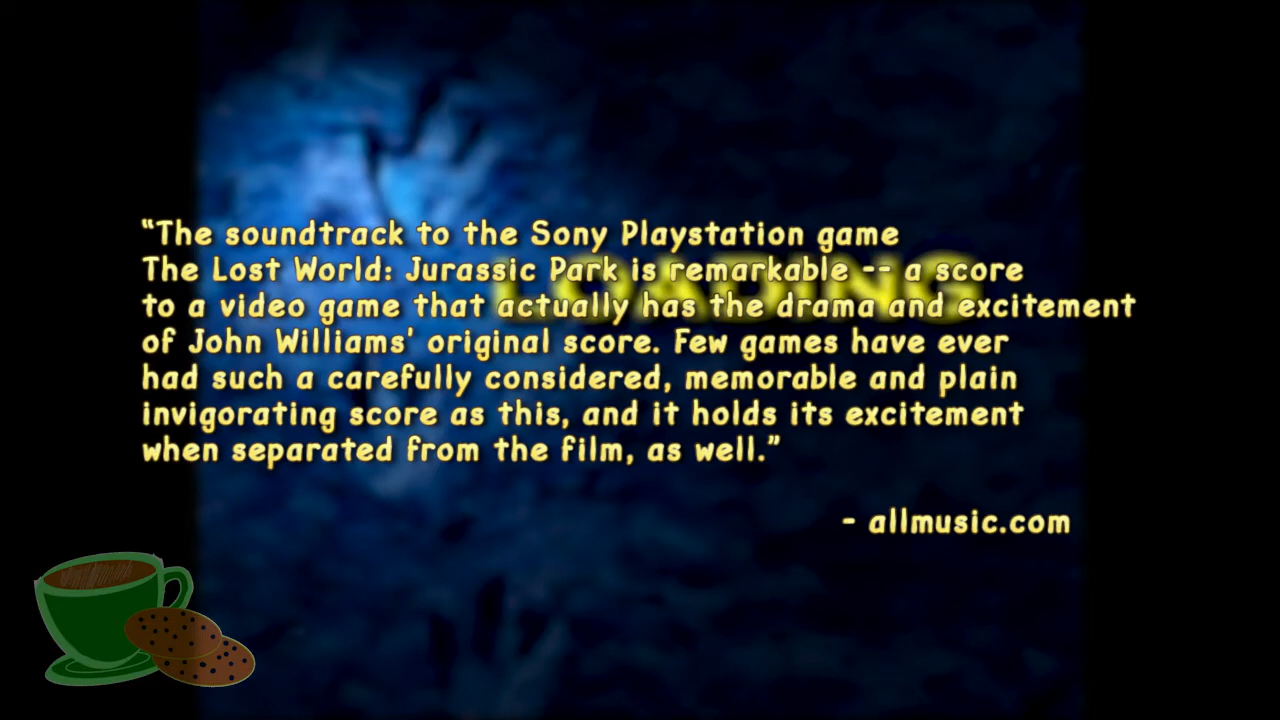 “The soundtrack to the Sony Playstation game
The Lost World: Jurassic Park is remarkable -- a score
to a video game that actually has the drama and excitement
of John Williams’ original score. Few games have ever
had such a carefully considered, memorable and plain
invigorating score as this, and it holds its excitement
when separated from the film, as well.”
- allmusic.com
LOADING